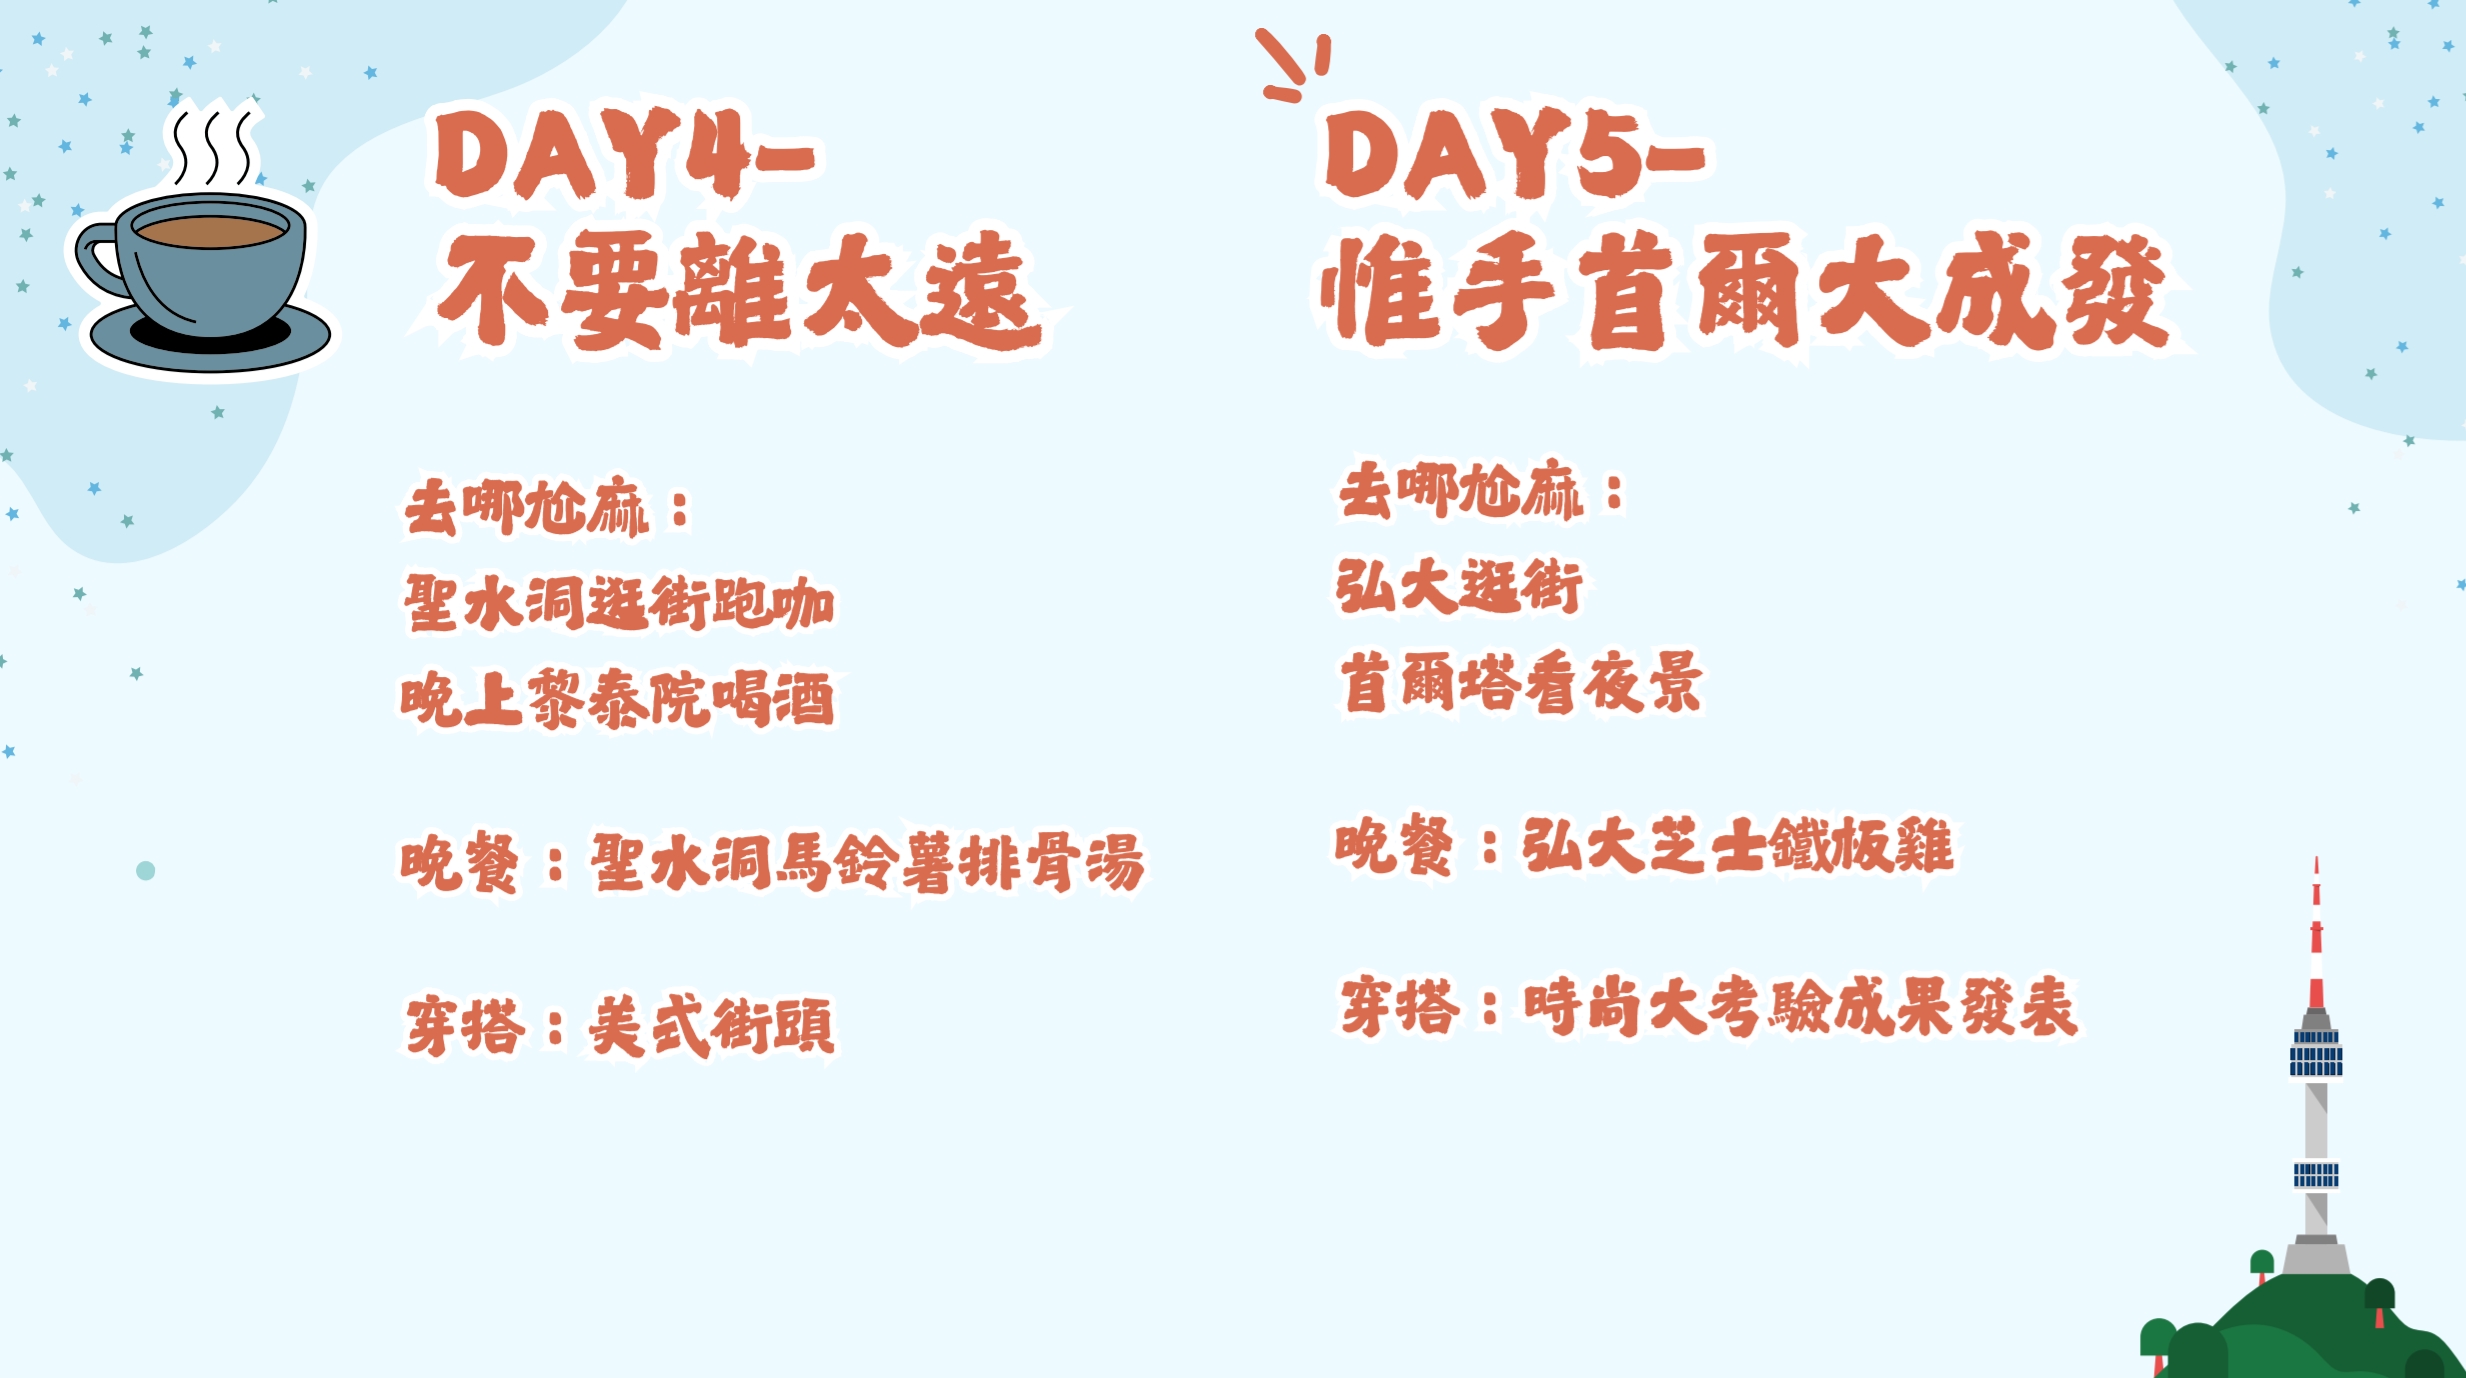 DAY4-
不要離太遠
去哪尬麻：
聖水洞逛街跑咖
晚上黎泰院喝酒
晚餐：聖水洞馬鈴薯排骨湯
穿搭：美式街頭
DAY5-
惟手首爾大成發
去哪尬麻：
弘大逛街
首爾塔看夜景
晚餐：弘大芝士鐵板雞
穿搭：時尚大考驗成果發表